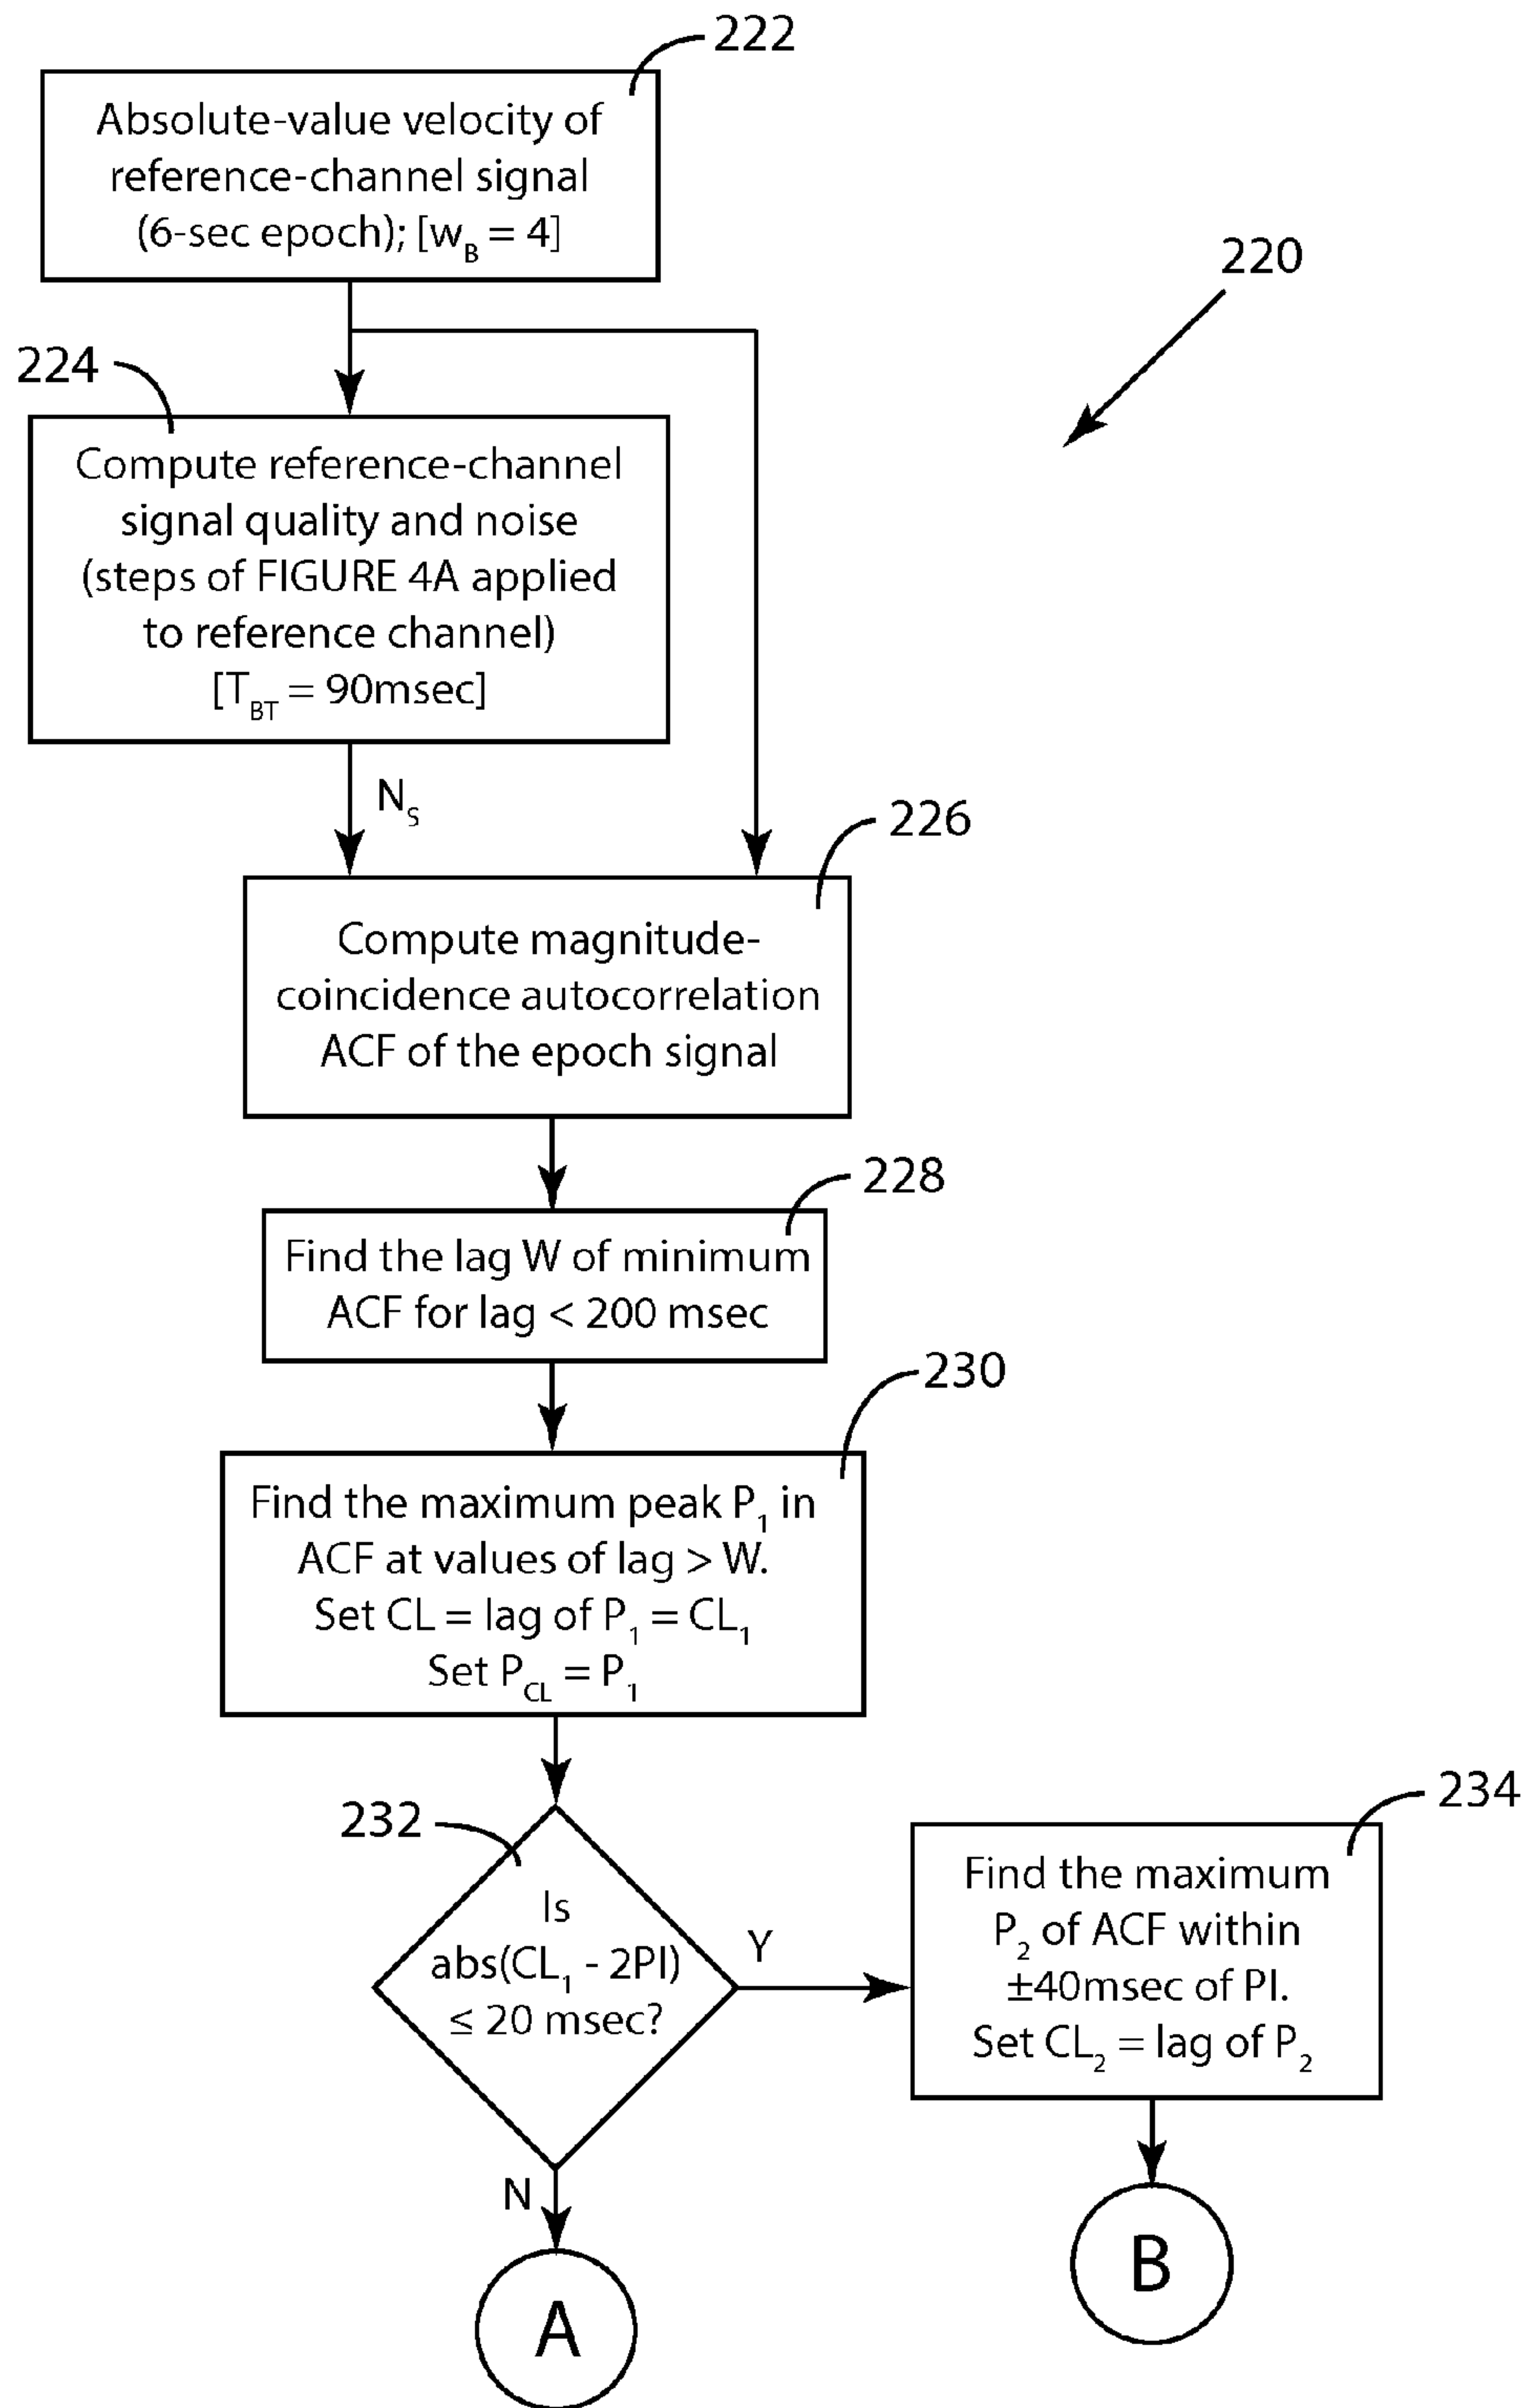 222
Absolute-value velocity of
reference-channel signal
(6-sec epoch); [w_B = 4]
220
224
Compute reference-channel
signal quality and noise
(steps of FIGURE 4A applied
to reference channel)
[T_BT = 90msec]
N_S
226
Compute magnitude-
coincidence autocorrelation
ACF of the epoch signal
228
Find the lag W of minimum
ACF for lag < 200 msec
230
Find the maximum peak P_1 in
ACF at values of lag > W.
Set CL = lag of P_1 = CL_1
Set P_CL = P_1
232
Is
abs(CL_1 - 2PI)
≤ 20 msec?
Y
N
234
Find the maximum
P_2 of ACF within
±40msec of PI.
Set CL_2 = lag of P_2
B
A